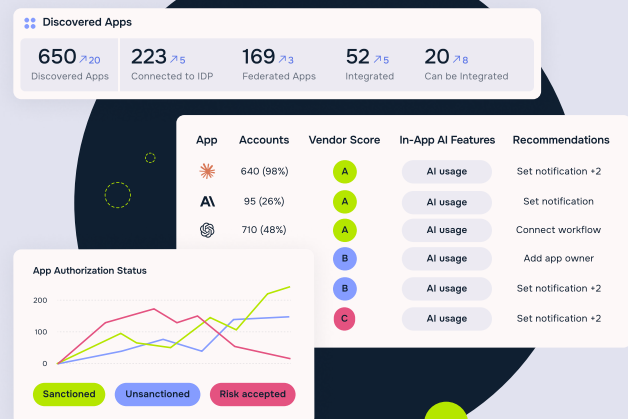 Discovered Apps
650 20 223 5 169 3 52 5 20 8
Discovered Apps Connected to IDP Federated Apps Integrated Can be Integrated
App Accounts Vendor Score In-App AI Features Recommendations
640 (98%) A AI usage Set notification +2
95 (26%) A AI usage Set notification
710 (48%) A AI usage Connect workflow
B AI usage Add app owner
B AI usage Set notification +2
C AI usage Set notification +2
App Authorization Status
200
100
0
Sanctioned Unsanctioned Risk accepted